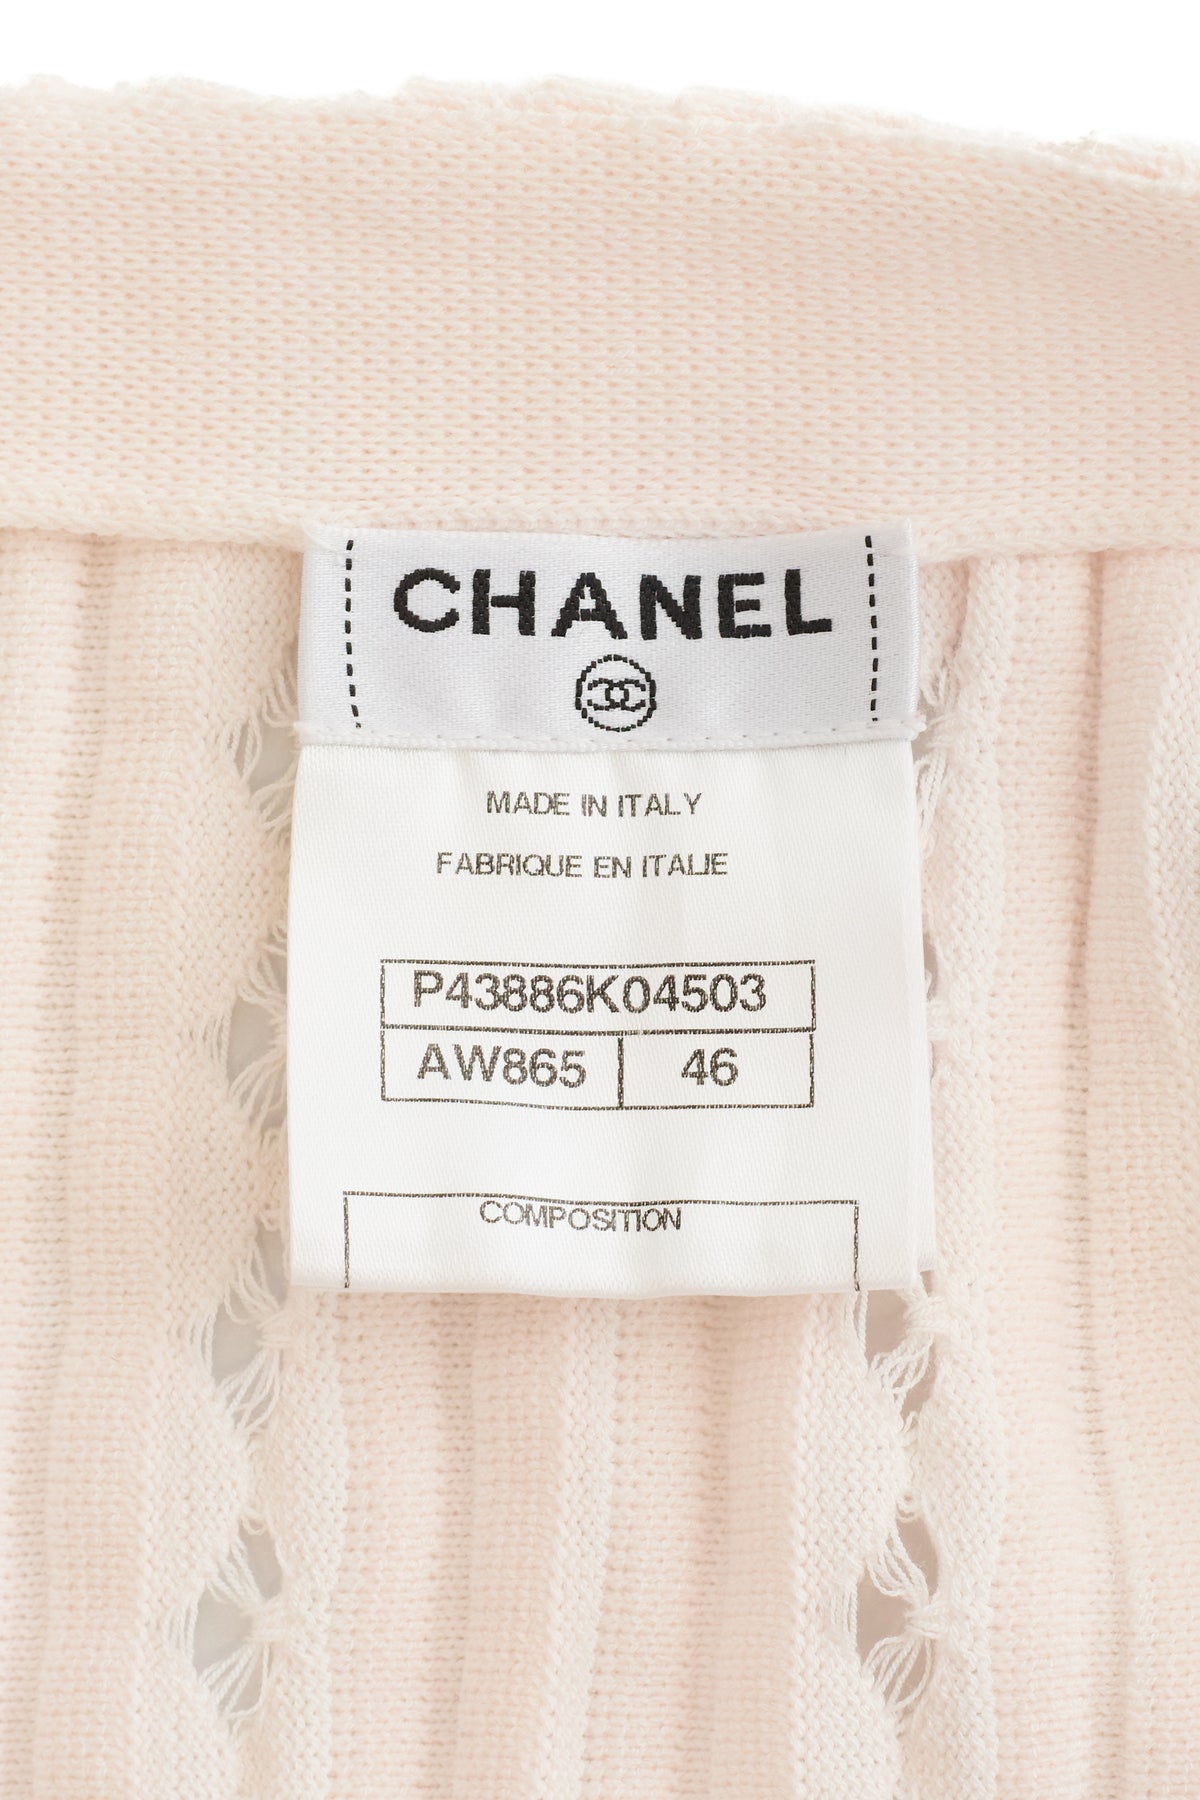 CHANEL
MADE IN ITALY
FABRIQUE EN ITALIE
P43886K04503
AW865 46
COMPOSITION